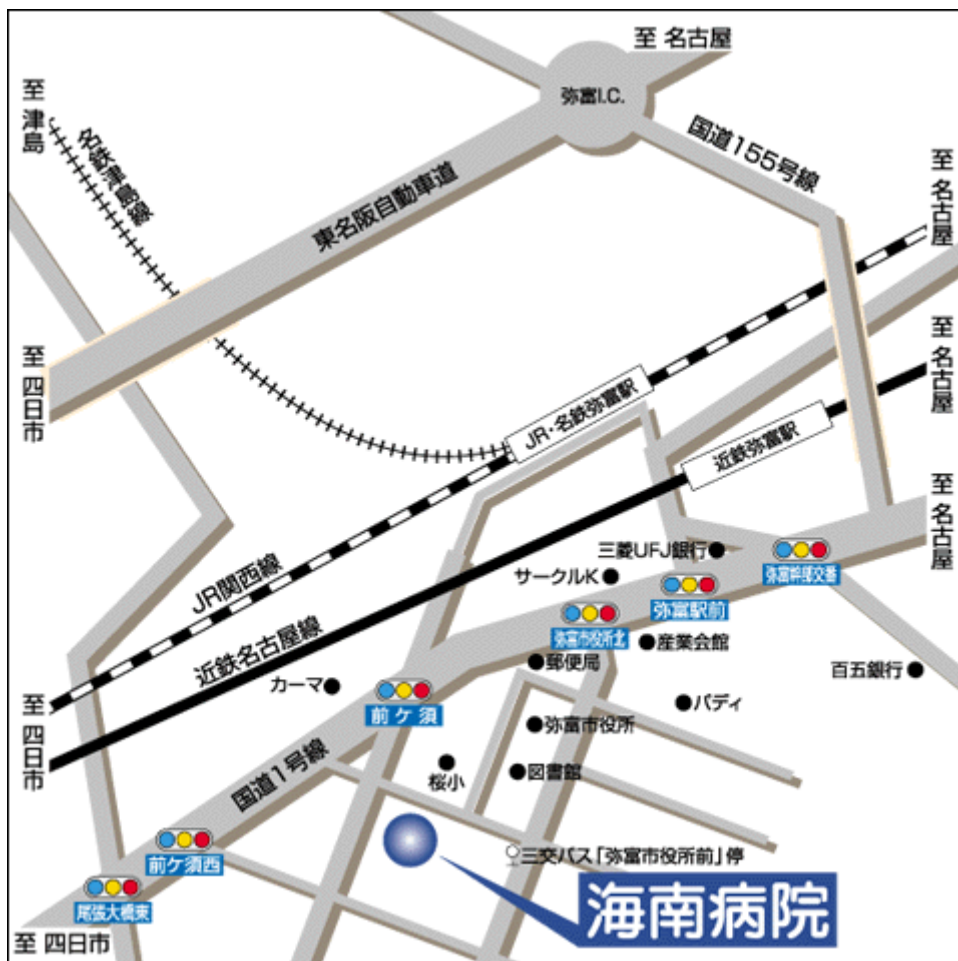 至 名古屋
弥富I.C.
至 津島
名鉄津島線
国道155号線
至 名古屋
東名阪自動車道
至 四日市
至 名古屋
JR・名鉄弥富駅
近鉄弥富駅
至 名古屋
JR関西線
三菱UFJ銀行
弥富幹部交番
サークルK
弥富駅前
弥富市役所北
産業会館
近鉄名古屋線
郵便局
百五銀行
カーマ
前ヶ須
パディ
至 四日市
弥富市役所
国道1号線
桜小
図書館
前ヶ須西
三交バス「弥富市役所前」停
尾張大橋東
海南病院
至 四日市